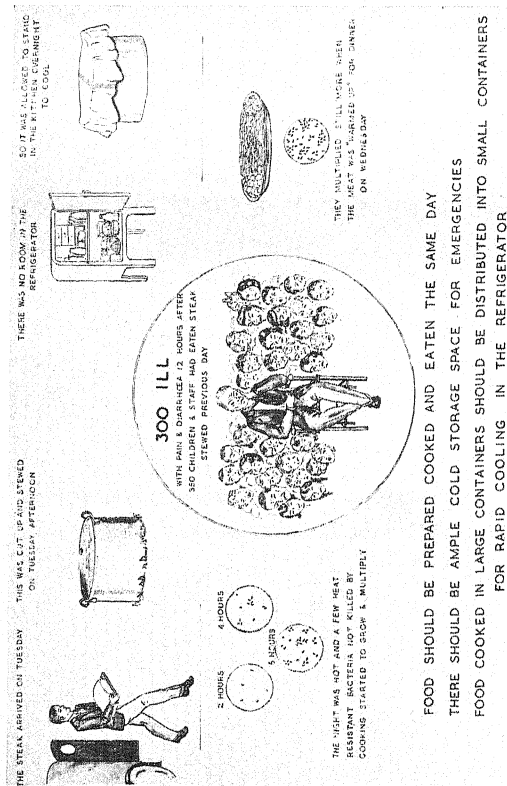 THE STEAK ARRIVED ON TUESDAY
THIS WAS CUT UP AND STEWED
ON TUESDAY AFTERNOON
THERE WAS NO ROOM IN THE
REFRIGERATOR
SO IT WAS ALLOWED TO STAND
IN THE KITCHEN OVERNIGHT
TO COOL
2 HOURS
4 HOURS
6 HOURS
THE NIGHT WAS HOT AND A FEW HEAT
RESISTANT BACTERIA NOT KILLED BY
COOKING STARTED TO GROW & MULTIPLY
300 ILL
WITH PAIN & DIARRHŒA 12 HOURS AFTER
350 CHILDREN & STAFF HAD EATEN STEAK
STEWED PREVIOUS DAY
THEY MULTIPLIED STILL MORE WHEN
THE MEAT WAS "WARMED UP" FOR DINNER
ON WEDNESDAY
FOOD SHOULD BE PREPARED COOKED AND EATEN THE SAME DAY
THERE SHOULD BE AMPLE COLD STORAGE SPACE FOR EMERGENCIES
FOOD COOKED IN LARGE CONTAINERS SHOULD BE DISTRIBUTED INTO SMALL CONTAINERS
FOR RAPID COOLING IN THE REFRIGERATOR